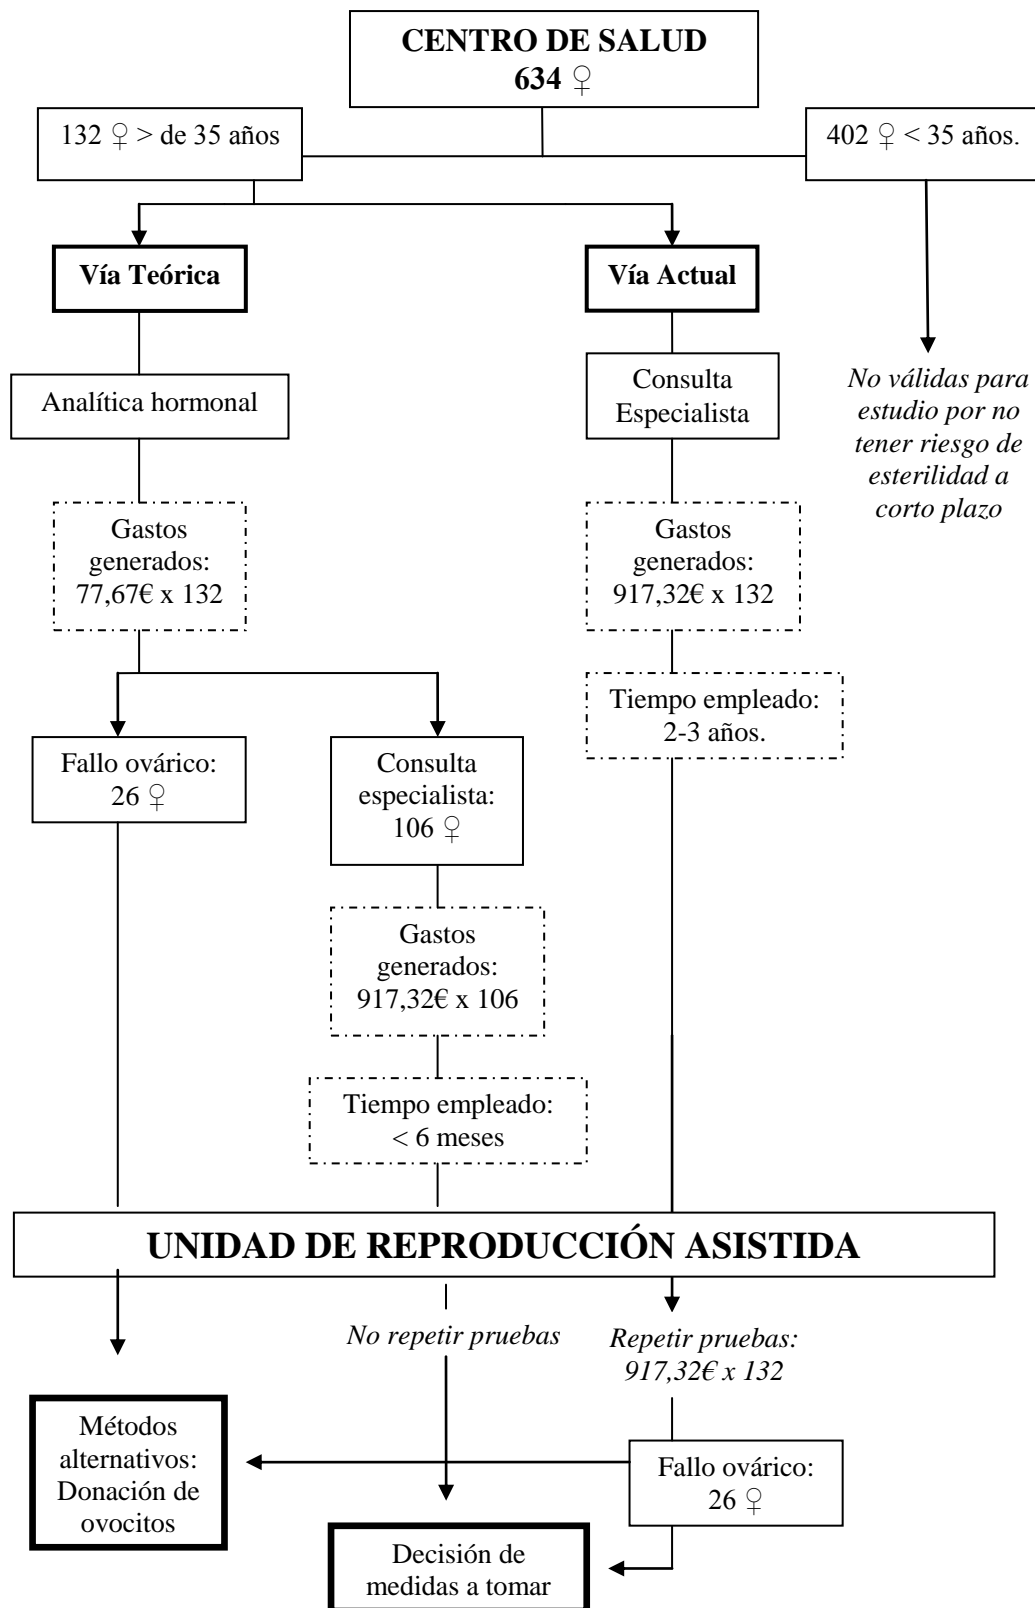 CENTRO DE SALUD
634 ♀
132 ♀ > de 35 años
402 ♀ < 35 años.
Vía Teórica
Vía Actual
Analítica hormonal
Consulta
Especialista
No válidas para
estudio por no
tener riesgo de
esterilidad a
corto plazo
Gastos
generados:
77,67€ x 132
Gastos
generados:
917,32€ x 132
Tiempo empleado:
2-3 años.
Fallo ovárico:
26 ♀
Consulta
especialista:
106 ♀
Gastos
generados:
917,32€ x 106
Tiempo empleado:
< 6 meses
UNIDAD DE REPRODUCCIÓN ASISTIDA
No repetir pruebas
Repetir pruebas:
917,32€ x 132
Métodos
alternativos:
Donación de
ovocitos
Fallo ovárico:
26 ♀
Decisión de
medidas a tomar